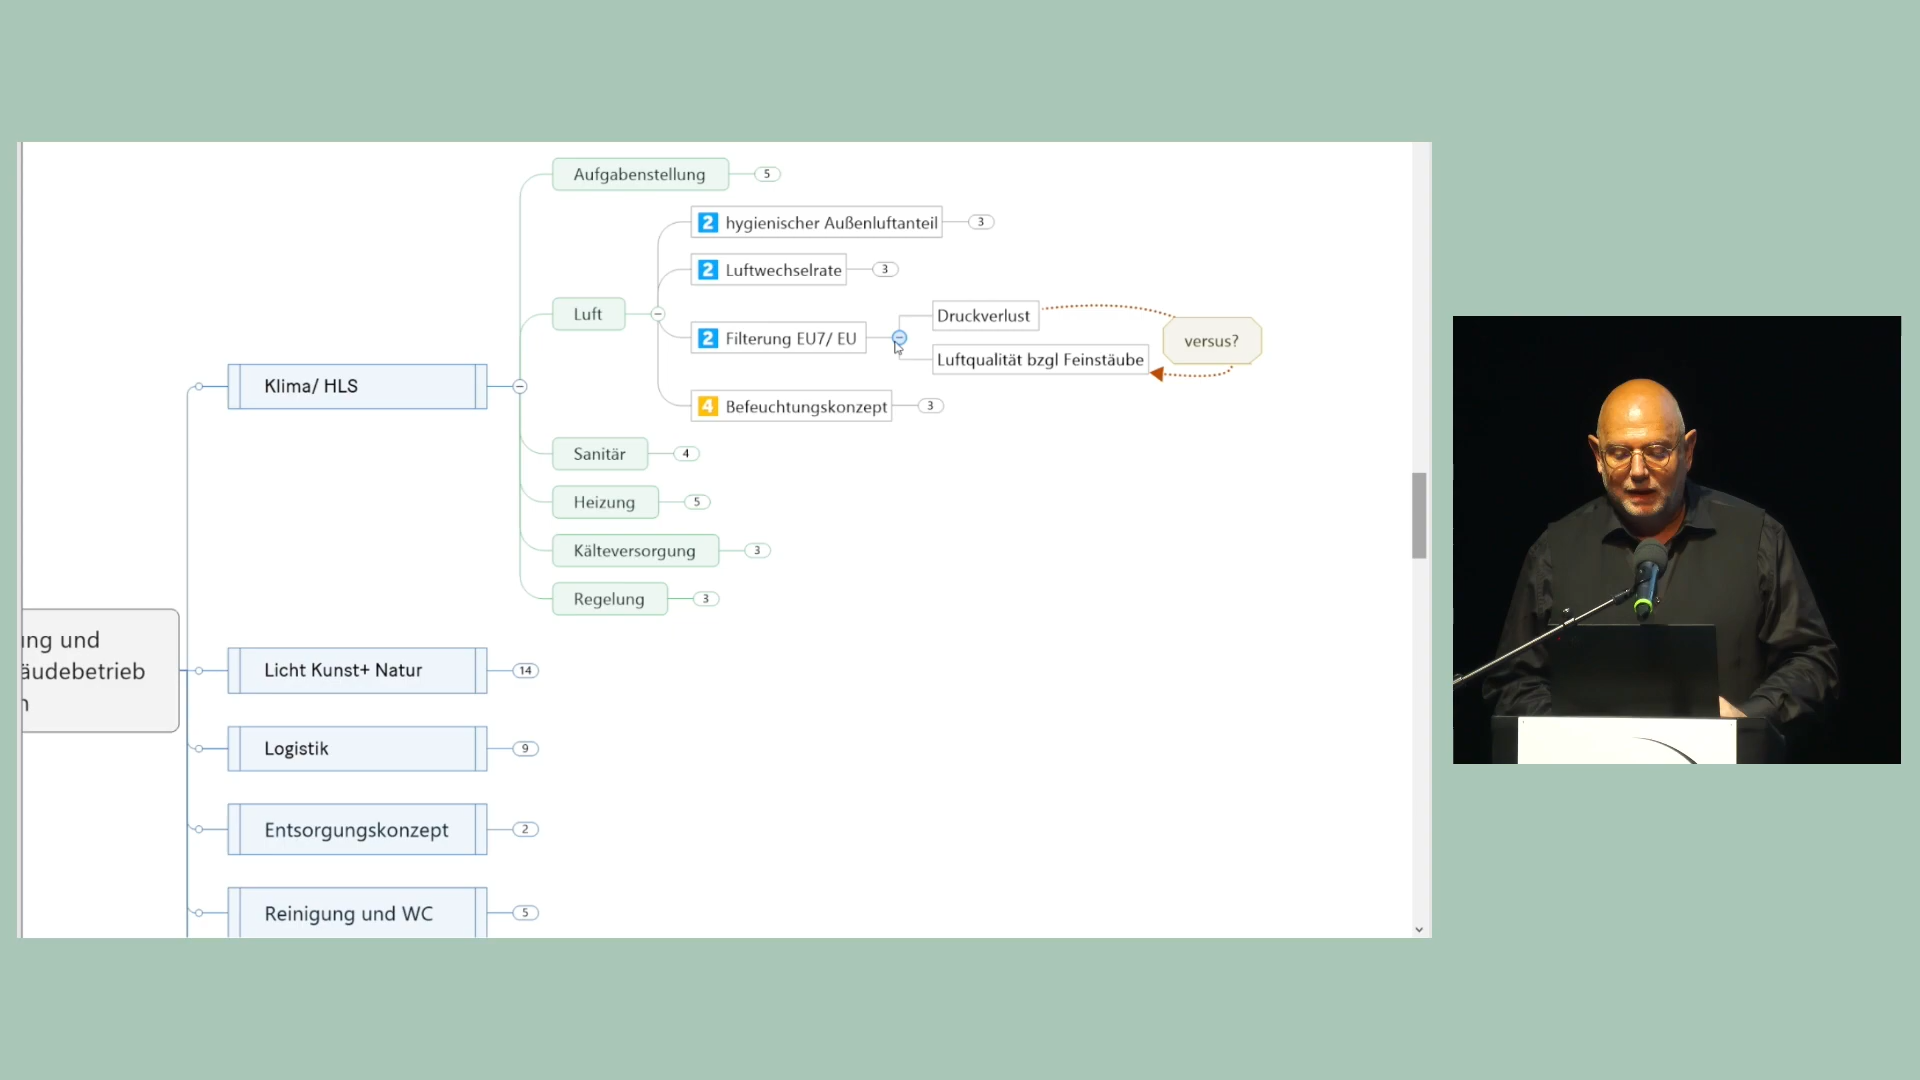 Aufgabenstellung 5
2 hygienischer Außenluftanteil 3
2 Luftwechselrate 3
Luft
Druckverlust
2 Filterung EU7/ EU
versus?
Luftqualität bzgl Feinstäube
Klima/ HLS
4 Befeuchtungskonzept 3
Sanitär 4
Heizung 5
Kälteversorgung 3
Regelung 3
ung und
äudebetrieb
Licht Kunst+ Natur 14
Logistik 9
Entsorgungskonzept 2
Reinigung und WC 5